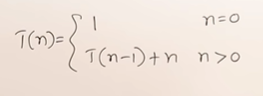 T(n)= { 1 n=0
T(n-1)+n n>0